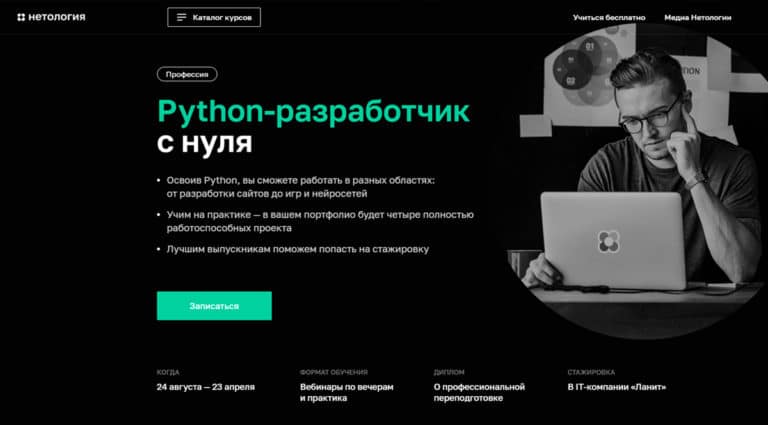 нетология
Каталог курсов
Учиться бесплатно
Медиа Нетологии
Профессия
Python-разработчик
с нуля
• Освоив Python, вы сможете работать в разных областях:
от разработки сайтов до игр и нейросетей
• Учим на практике — в вашем портфолио будет четыре полностью
работоспособных проекта
• Лучшим выпускникам поможем попасть на стажировку
01
02
TION
Записаться
КОГДА
24 августа — 23 апреля
ФОРМАТ ОБУЧЕНИЯ
Вебинары по вечерам
и практика
ДИПЛОМ
О профессиональной
переподготовке
СТАЖИРОВКА
В IT-компании «Ланит»